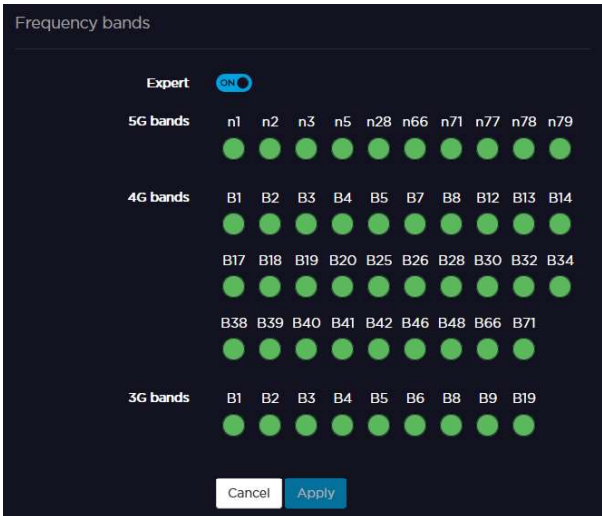 Frequency bands
Expert ON
5G bands n1 n2 n3 n5 n28 n66 n71 n77 n78 n79
4G bands B1 B2 B3 B4 B5 B7 B8 B12 B13 B14
B17 B18 B19 B20 B25 B26 B28 B30 B32 B34
B38 B39 B40 B41 B42 B46 B48 B66 B71
3G bands B1 B2 B3 B4 B5 B6 B8 B9 B19
Cancel Apply